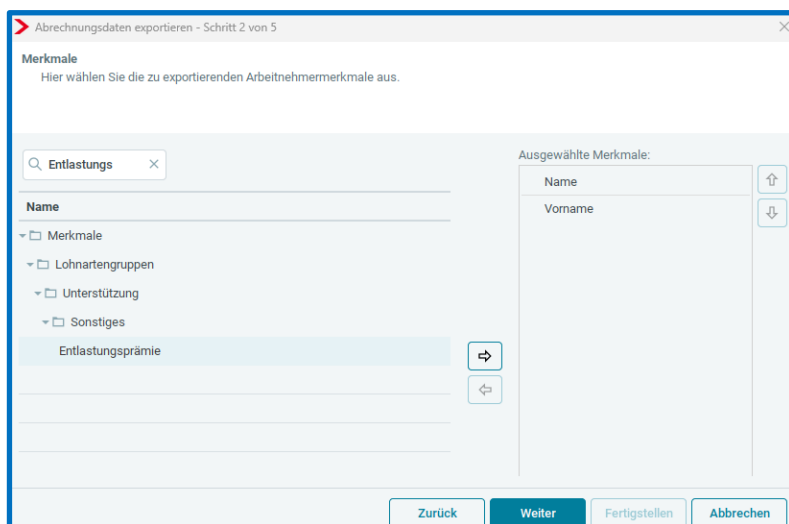 Abrechnungsdaten exportieren - Schritt 2 von 5
Merkmale
Hier wählen Sie die zu exportierenden Arbeitnehmermerkmale aus.
Entlastungs
Name
Merkmale
Lohnartengruppen
Unterstützung
Sonstiges
Entlastungsprämie
Ausgewählte Merkmale:
Name
Vorname
Zurück Weiter Fertigstellen Abbrechen